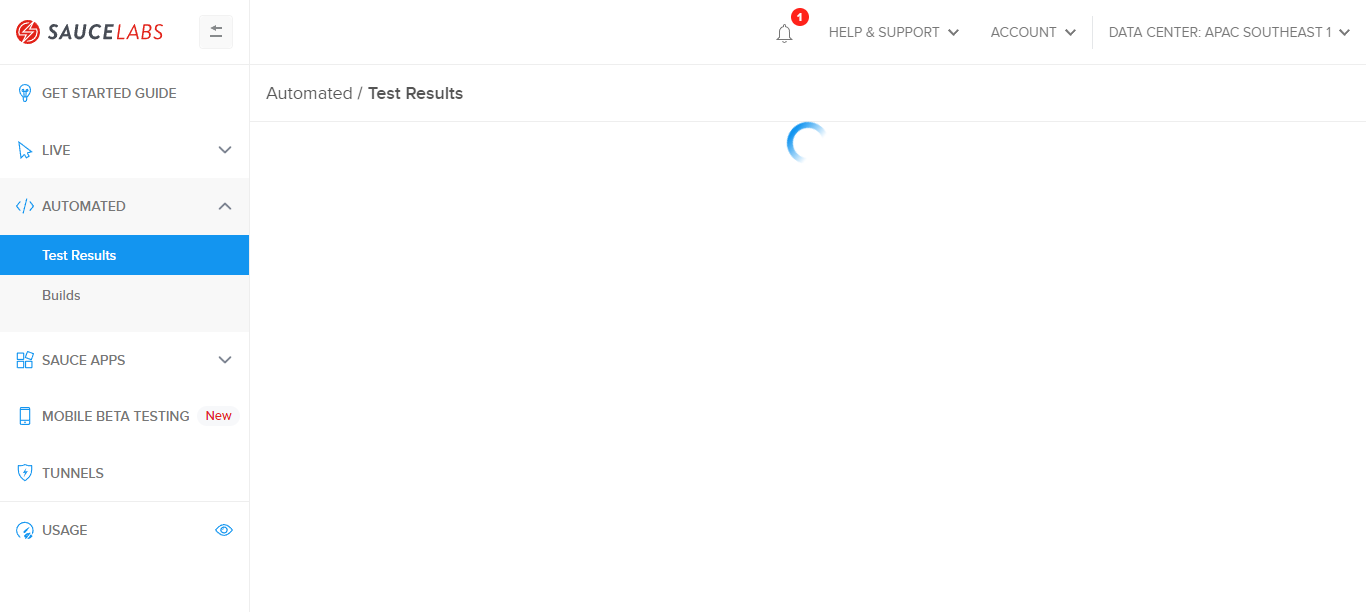 SAUCELABS
1
HELP & SUPPORT
ACCOUNT
DATA CENTER: APAC SOUTHEAST 1
GET STARTED GUIDE
LIVE
AUTOMATED
Test Results
Builds
SAUCE APPS
MOBILE BETA TESTING New
TUNNELS
USAGE
Automated / Test Results